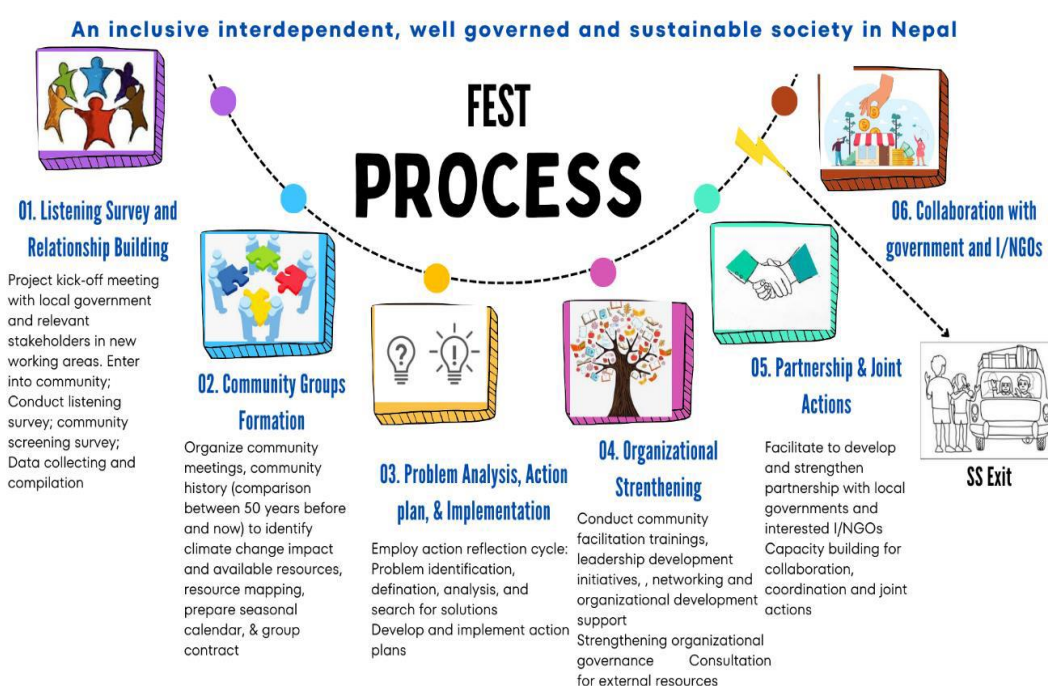 An inclusive interdependent, well governed and sustainable society in Nepal
FEST
PROCESS
01. Listening Survey and
Relationship Building
Project kick-off meeting
with local government
and relevant
stakeholders in new
working areas. Enter
into community;
Conduct listening
survey; community
screening survey;
Data collecting and
compilation
02. Community Groups
Formation
Organize community
meetings, community
history (comparison
between 50 years before
and now) to identify
climate change impact
and available resources,
resource mapping,
prepare seasonal
calendar, & group
contract
03. Problem Analysis, Action
plan, & Implementation
Employ action reflection cycle:
Problem identification,
defination, analysis, and
search for solutions
Develop and implement action
plans
04. Organizational
Strenthening
Conduct community
facilitation trainings,
leadership development
initiatives, , networking and
organizational development
support
Strengthening organizational
governance Consultation
for external resources
05. Partnership & Joint
Actions
Facilitate to develop
and strengthen
partnership with local
governments and
interested I/NGOs
Capacity building for
collaboration,
coordination and joint
actions
06. Collaboration with
government and I/NGOs
SS Exit